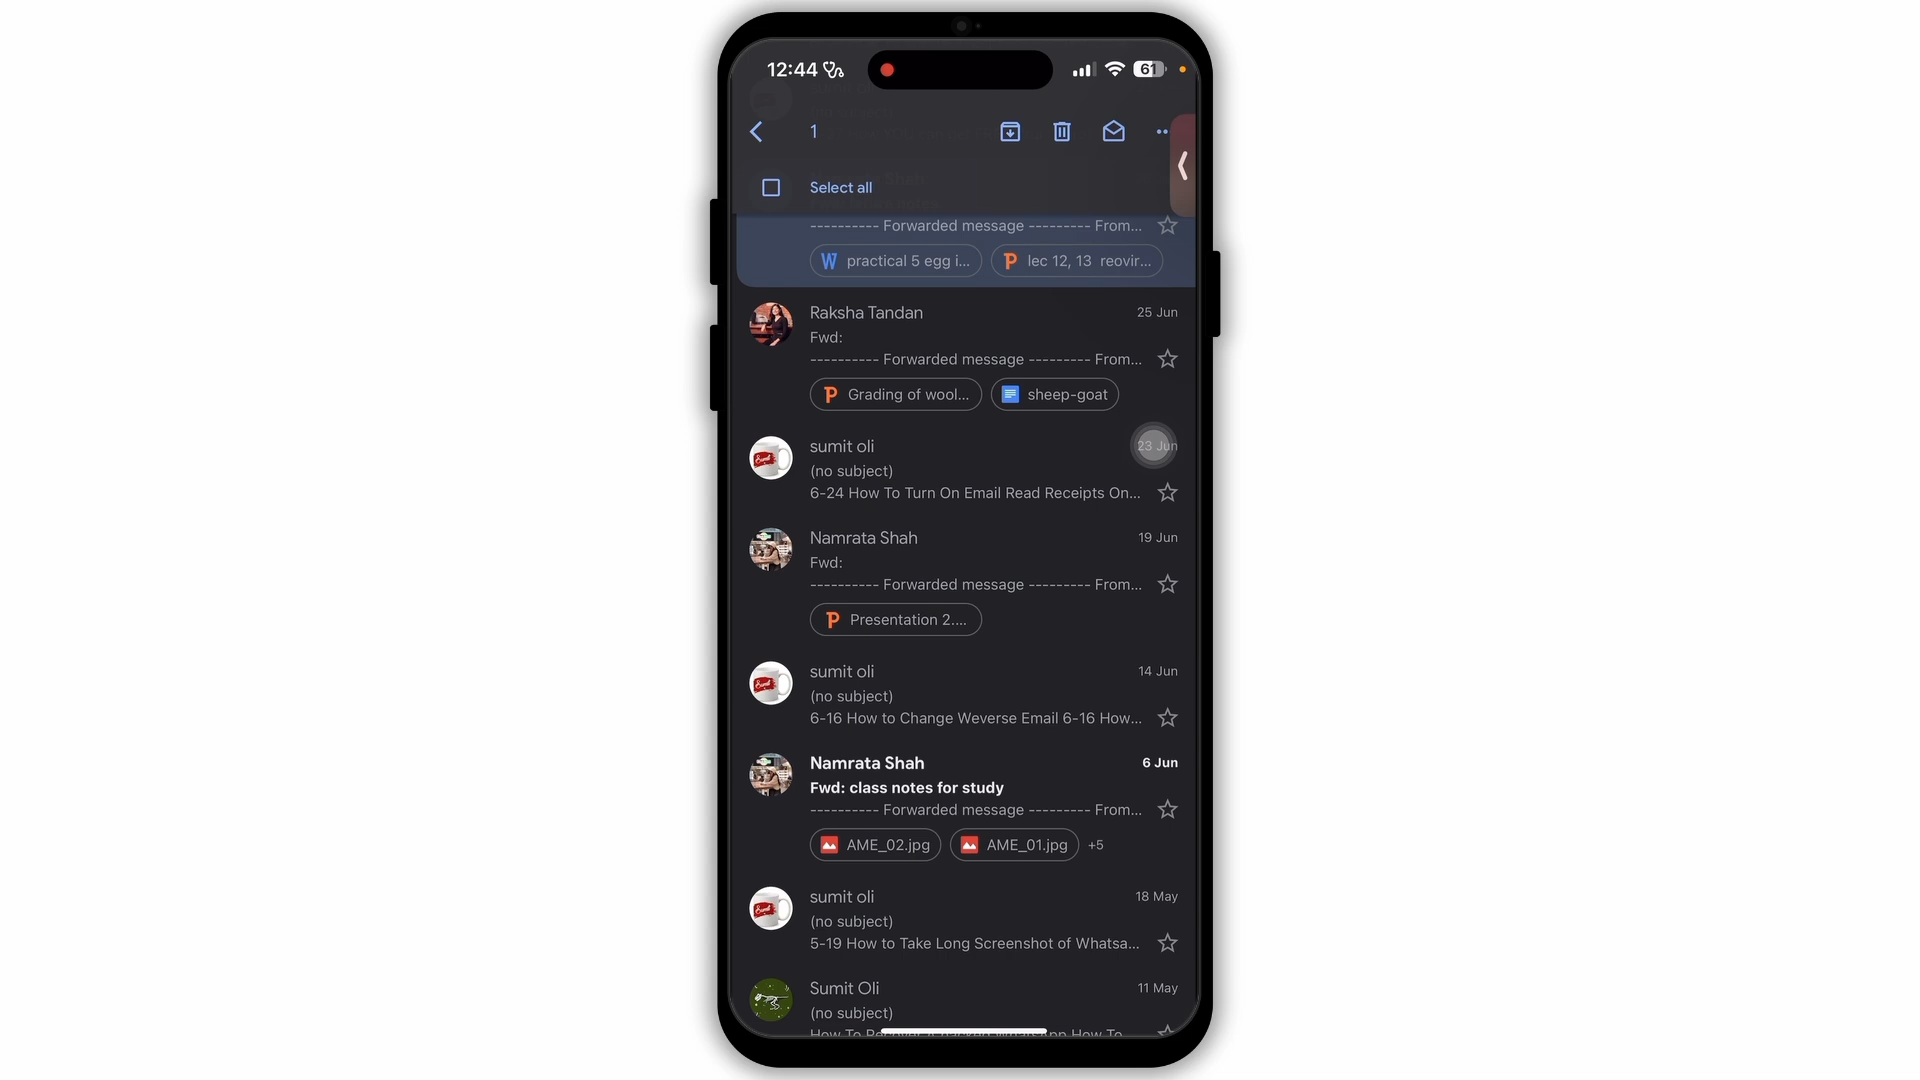 12:44
61
1
Select all
---------- Forwarded message --------- From...
practical 5 egg i...
lec 12, 13 reovir...
Raksha Tandan
25 Jun
Fwd:
---------- Forwarded message --------- From...
Grading of wool...
sheep-goat
sumit oli
23 Jun
(no subject)
6-24 How To Turn On Email Read Receipts On...
Namrata Shah
19 Jun
Fwd:
---------- Forwarded message --------- From...
Presentation 2....
sumit oli
14 Jun
(no subject)
6-16 How to Change Weverse Email 6-16 How...
Namrata Shah
6 Jun
Fwd: class notes for study
---------- Forwarded message --------- From...
AME_02.jpg
AME_01.jpg
+5
sumit oli
18 May
(no subject)
5-19 How to Take Long Screenshot of Whatsa...
Sumit Oli
11 May
(no subject)
How To